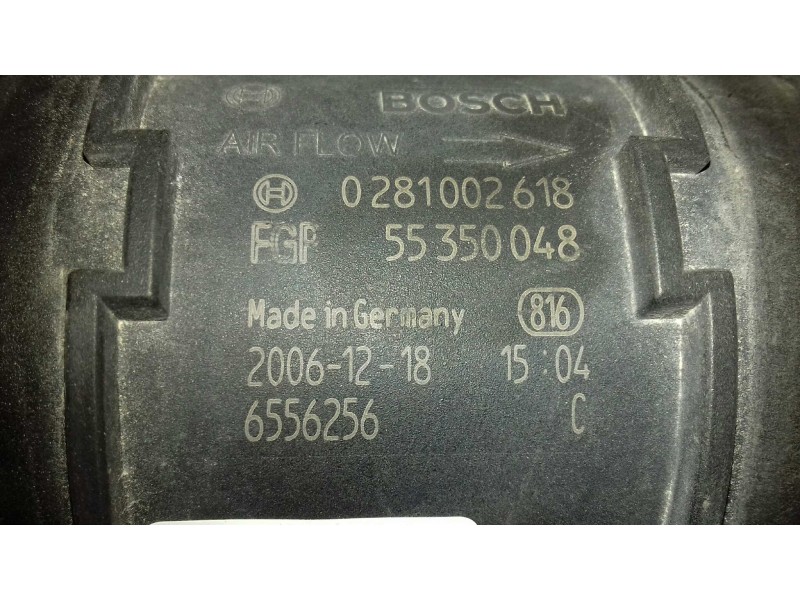 BOSCH
AIR FLOW
0 281 002 618
FGP 55 350 048
Made in Germany 816
2006-12-18 15:04
6556256 C